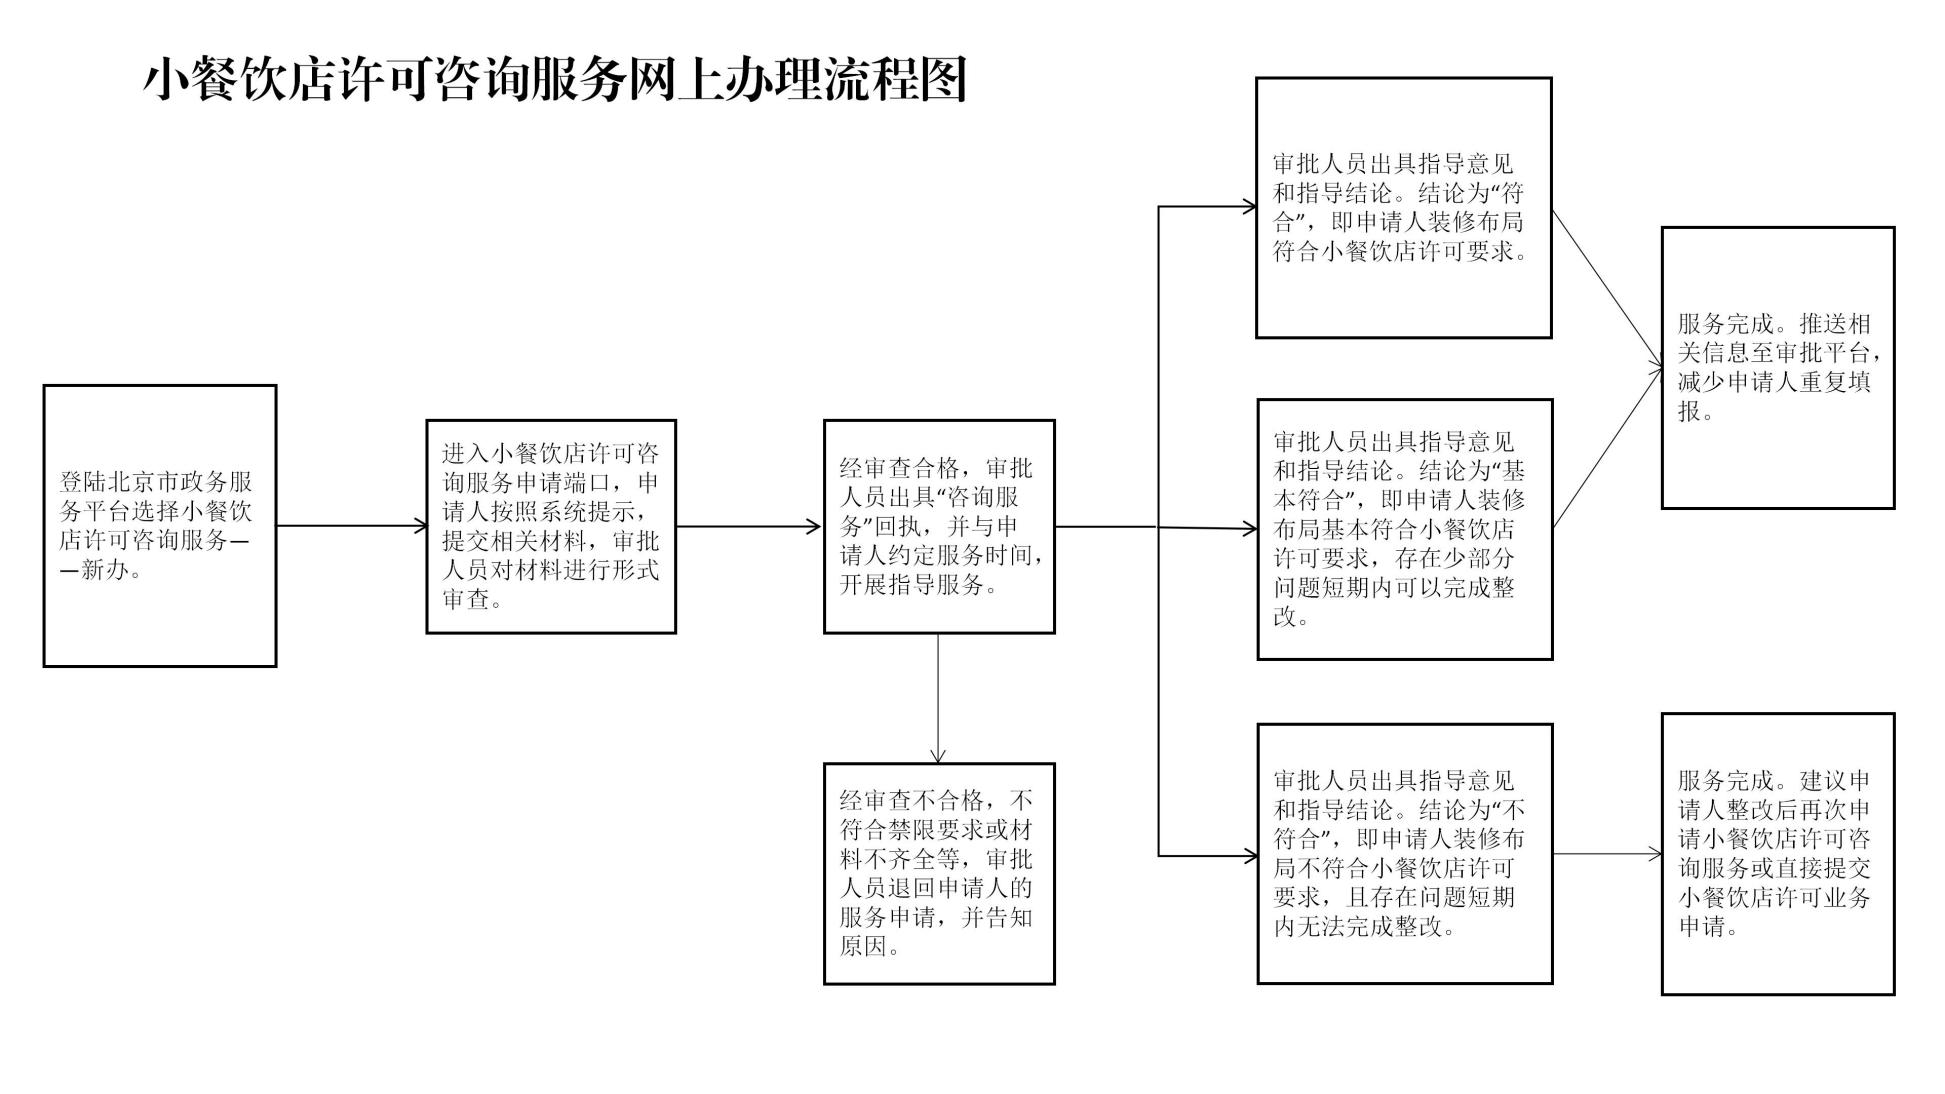 小餐饮店许可咨询服务网上办理流程图
登陆北京市政务服
务平台选择小餐饮
店许可咨询服务—
—新办。
进入小餐饮店许可咨
询服务申请端口，申
请人按照系统提示，
提交相关材料，审批
人员对材料进行形式
审查。
经审查合格，审批
人员出具“咨询服
务”回执，并与申
请人约定服务时间，
开展指导服务。
经审查不合格，不
符合禁限要求或材
料不齐全等，审批
人员退回申请人的
服务申请，并告知
原因。
审批人员出具指导意见
和指导结论。结论为“符
合”，即申请人装修布局
符合小餐饮店许可要求。
审批人员出具指导意见
和指导结论。结论为“基
本符合”，即申请人装修
布局基本符合小餐饮店
许可要求，存在少部分
问题短期内可以完成整
改。
审批人员出具指导意见
和指导结论。结论为“不
符合”，即申请人装修布
局不符合小餐饮店许可
要求，且存在问题短期
内无法完成整改。
服务完成。推送相
关信息至审批平台，
减少申请人重复填
报。
服务完成。建议申
请人整改后再次申
请小餐饮店许可咨
询服务或直接提交
小餐饮店许可业务
申请。